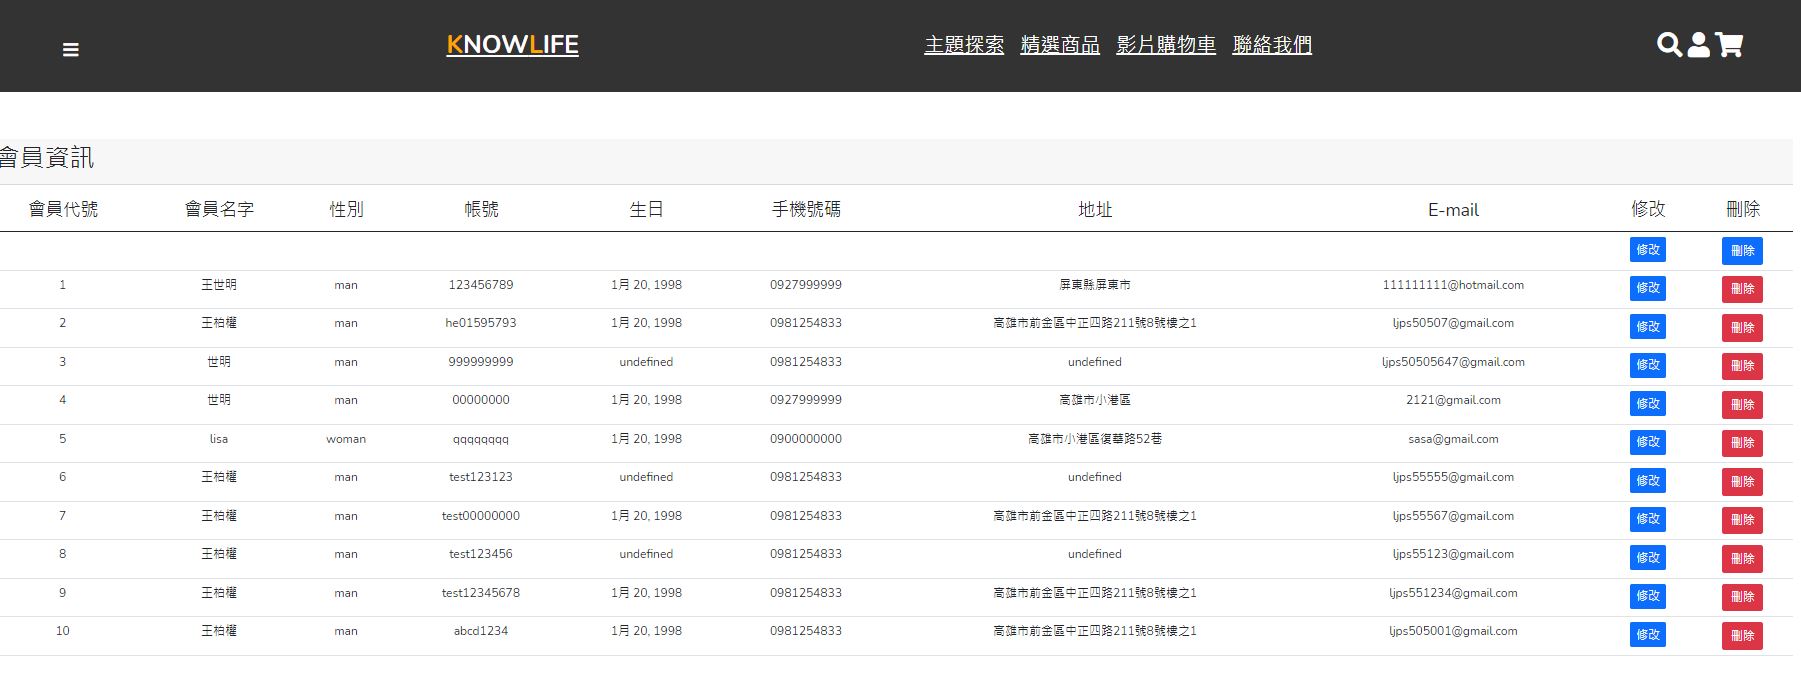 KNOWLIFE 主題探索 精選商品 影片購物車 聯絡我們
會員資訊
會員代號 會員名字 性別 帳號 生日 手機號碼 地址 E-mail 修改 刪除
修改 刪除
1 王世明 man 123456789 1月 20, 1998 0927999999 屏東縣屏東市 111111111@hotmail.com 修改 刪除
2 王柏權 man he01595793 1月 20, 1998 0981254833 高雄市前金區中正四路211號8號樓之1 ljps50507@gmail.com 修改 刪除
3 世明 man 999999999 undefined 0981254833 undefined ljps50505647@gmail.com 修改 刪除
4 世明 man 00000000 1月 20, 1998 0927999999 高雄市小港區 2121@gmail.com 修改 刪除
5 lisa woman qqqqqqqq 1月 20, 1998 0900000000 高雄市小港區復華路52巷 sasa@gmail.com 修改 刪除
6 王柏權 man test123123 undefined 0981254833 undefined ljps55555@gmail.com 修改 刪除
7 王柏權 man test00000000 1月 20, 1998 0981254833 高雄市前金區中正四路211號8號樓之1 ljps55567@gmail.com 修改 刪除
8 王柏權 man test123456 undefined 0981254833 undefined ljps55123@gmail.com 修改 刪除
9 王柏權 man test12345678 1月 20, 1998 0981254833 高雄市前金區中正四路211號8號樓之1 ljps551234@gmail.com 修改 刪除
10 王柏權 man abcd1234 1月 20, 1998 0981254833 高雄市前金區中正四路211號8號樓之1 ljps505001@gmail.com 修改 刪除